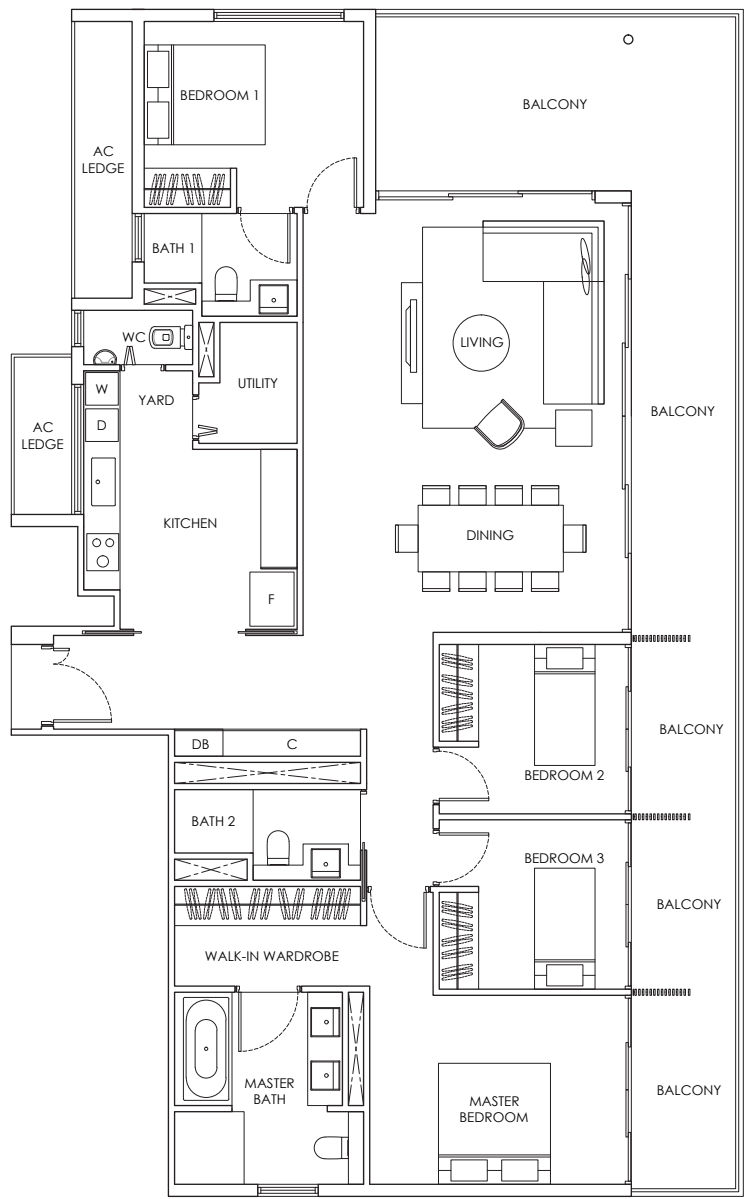 BEDROOM 1
BALCONY
AC
LEDGE
BATH 1
WC
LIVING
W
YARD
UTILITY
D
BALCONY
AC
LEDGE
KITCHEN
DINING
F
DB
C
BALCONY
BEDROOM 2
BATH 2
BEDROOM 3
BALCONY
WALK-IN WARDROBE
MASTER
BATH
MASTER
BEDROOM
BALCONY